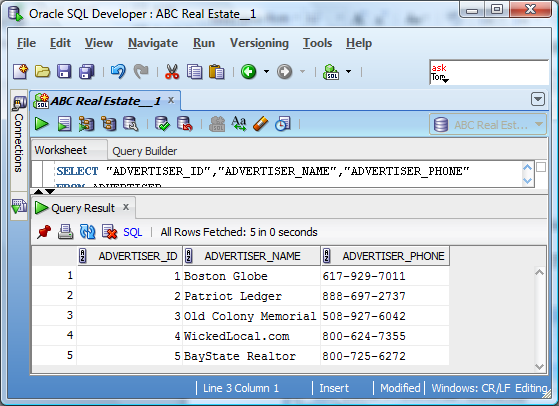 Oracle SQL Developer : ABC Real Estate__1
File Edit View Navigate Run Versioning Tools Help
ask
Tom
ABC Real Estate__1 x
SQL Aa ABC Real Est...
Connections
Worksheet Query Builder
SELECT "ADVERTISER_ID","ADVERTISER_NAME","ADVERTISER_PHONE"
FROM ADVERTISER
Query Result x
SQL | All Rows Fetched: 5 in 0 seconds
ADVERTISER_ID ADVERTISER_NAME ADVERTISER_PHONE
1 1 Boston Globe 617-929-7011
2 2 Patriot Ledger 888-697-2737
3 3 Old Colony Memorial 508-927-6042
4 4 WickedLocal.com 800-624-7355
5 5 BayState Realtor 800-725-6272
Line 3 Column 1 | Insert | Modified | Windows: CR/LF Editing